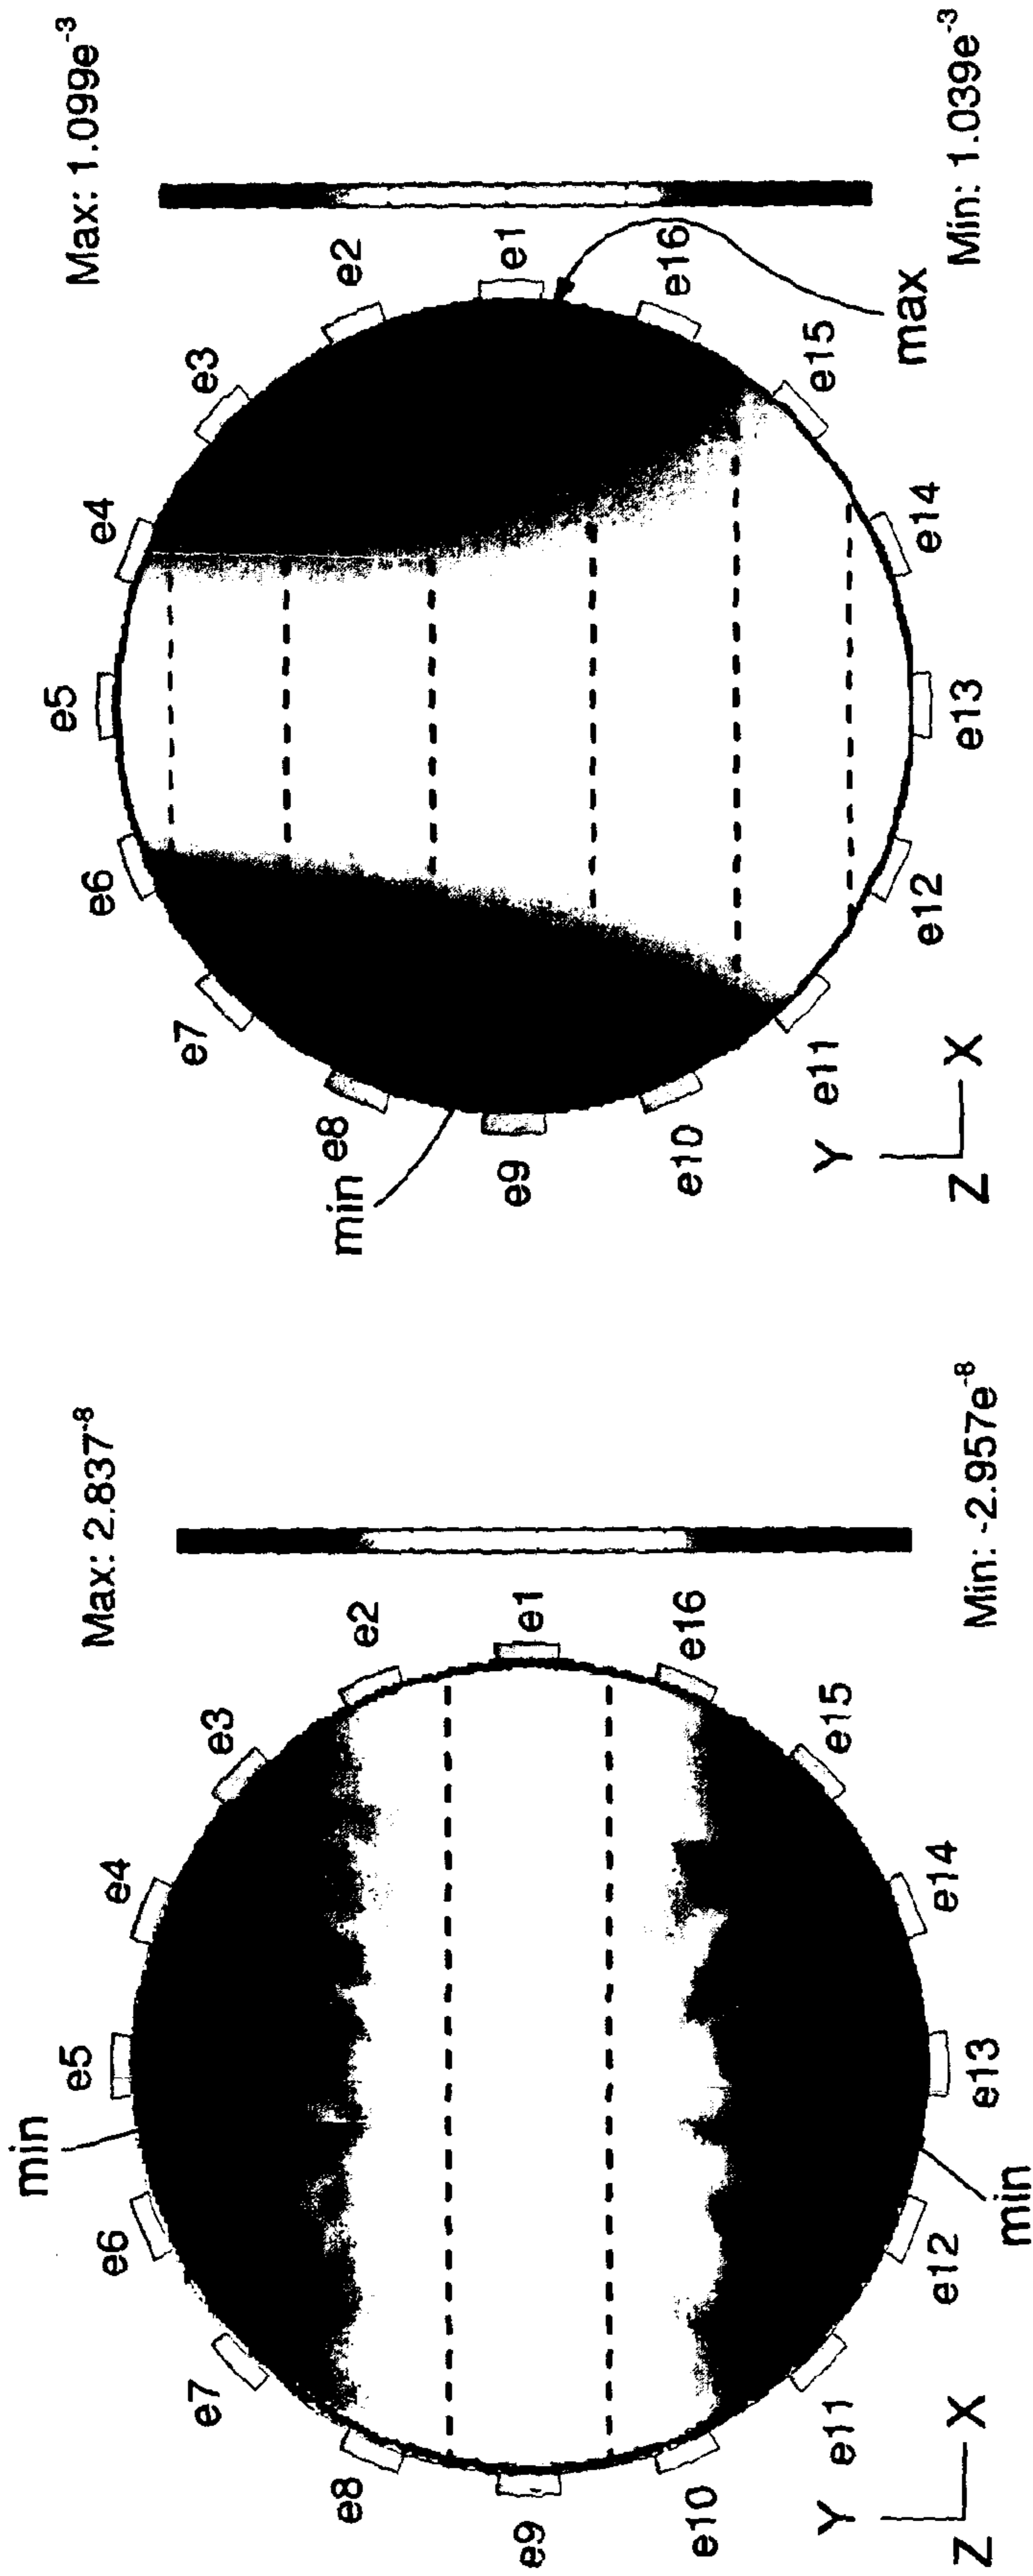 min
Max: 2.837⁻⁸
e5
e6
e4
e7
e3
e8
e2
e9
e1
e10
e16
e11
e15
e12
e14
e13
min
Y
Z
X
Min: -2.957e⁻⁸
Max: 1.099e⁻³
e5
e6
e4
e7
e3
min
e8
e2
e9
e1
e10
e16
e11
e15
e12
e14
e13
max
Y
Z
X
Min: 1.039e⁻³